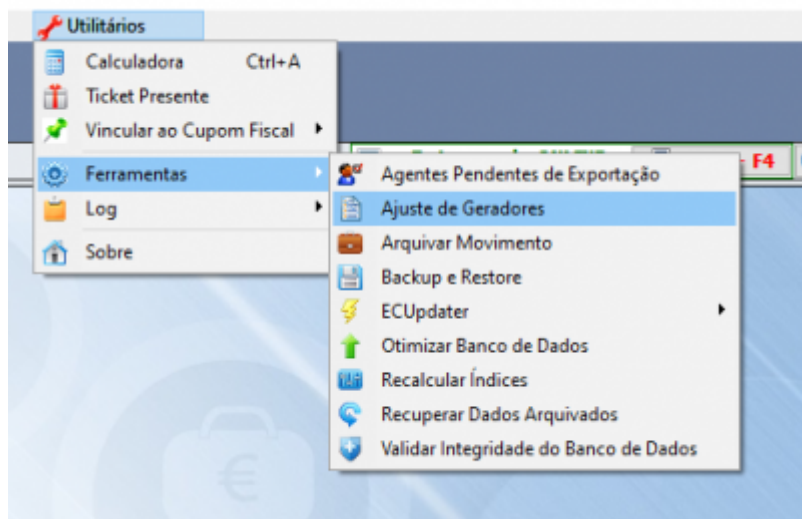 Utilitários
Calculadora Ctrl+A
Ticket Presente
Vincular ao Cupom Fiscal
Ferramentas
Log
Sobre
F4
Agentes Pendentes de Exportação
Ajuste de Geradores
Arquivar Movimento
Backup e Restore
ECUpdater
Otimizar Banco de Dados
Recalcular Índices
Recuperar Dados Arquivados
Validar Integridade do Banco de Dados